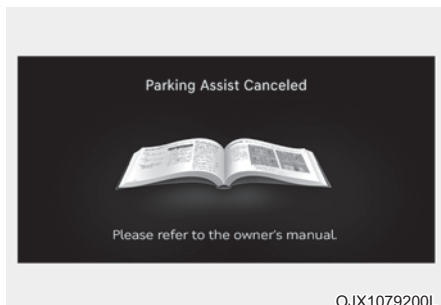 Parking Assist Canceled
Please refer to the owner's manual.
OJX1079200L